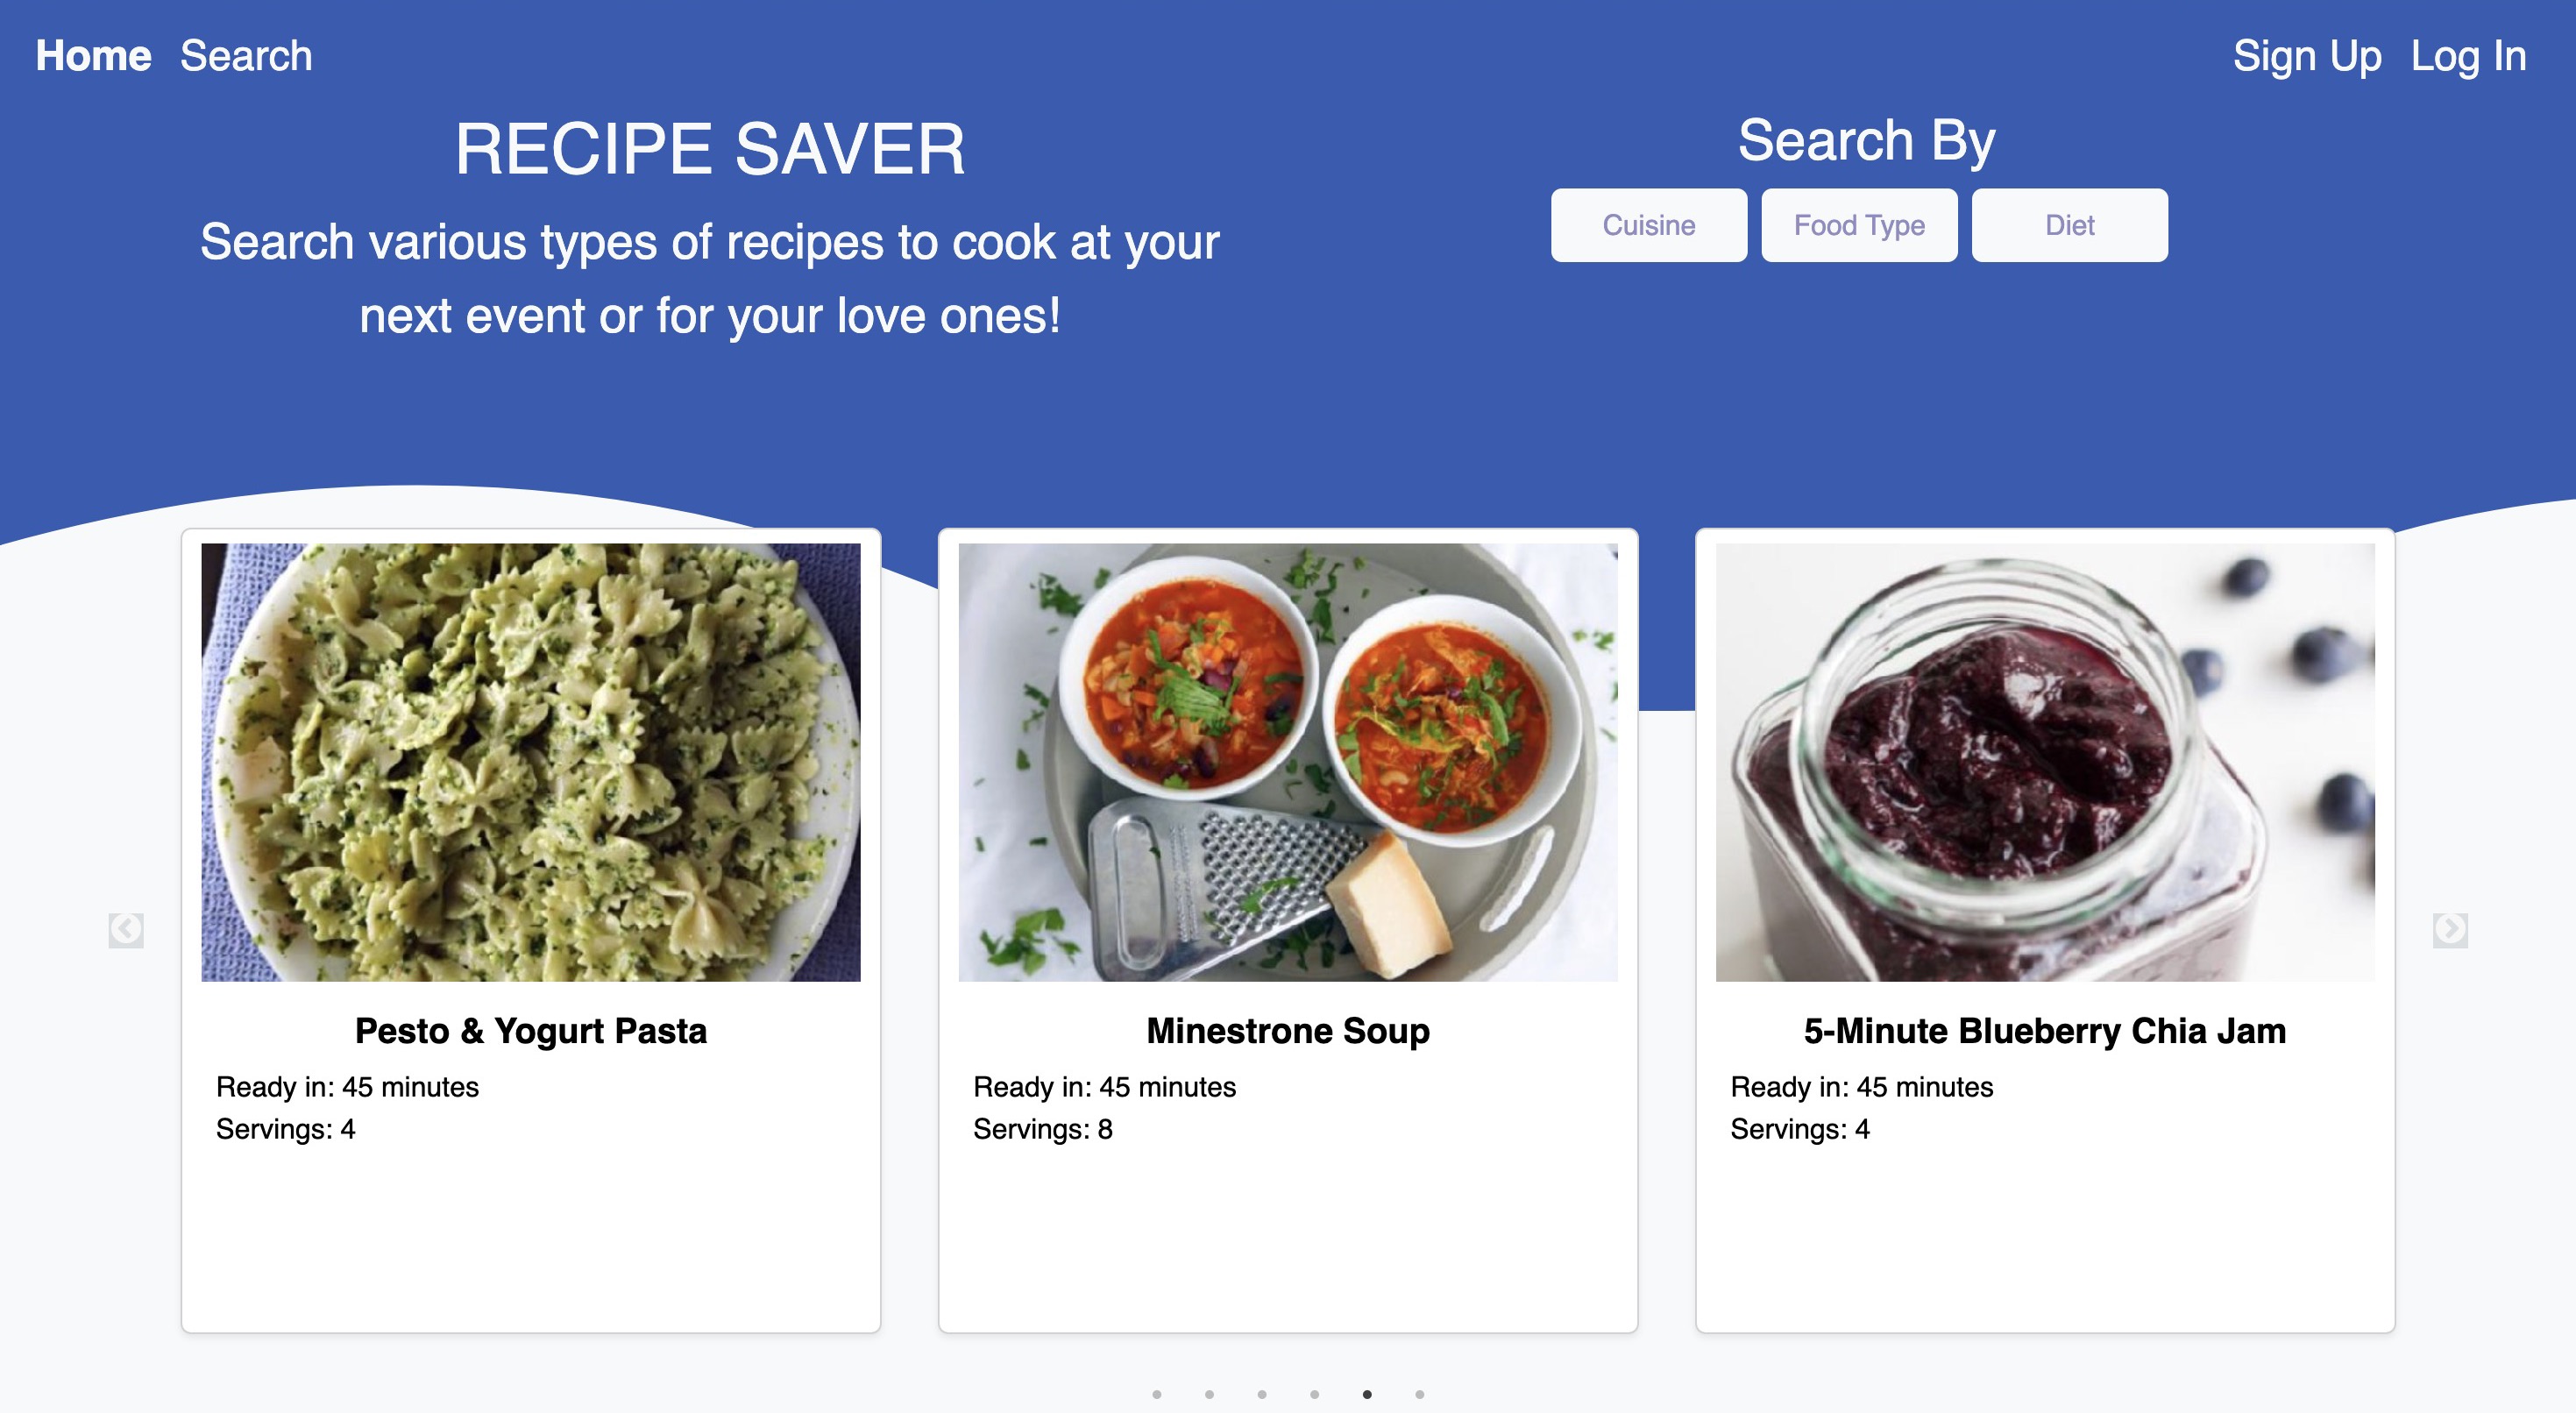 Home Search
Sign Up Log In
RECIPE SAVER
Search various types of recipes to cook at your
next event or for your love ones!
Search By
Cuisine Food Type Diet
Pesto & Yogurt Pasta
Ready in: 45 minutes
Servings: 4
Minestrone Soup
Ready in: 45 minutes
Servings: 8
5-Minute Blueberry Chia Jam
Ready in: 45 minutes
Servings: 4